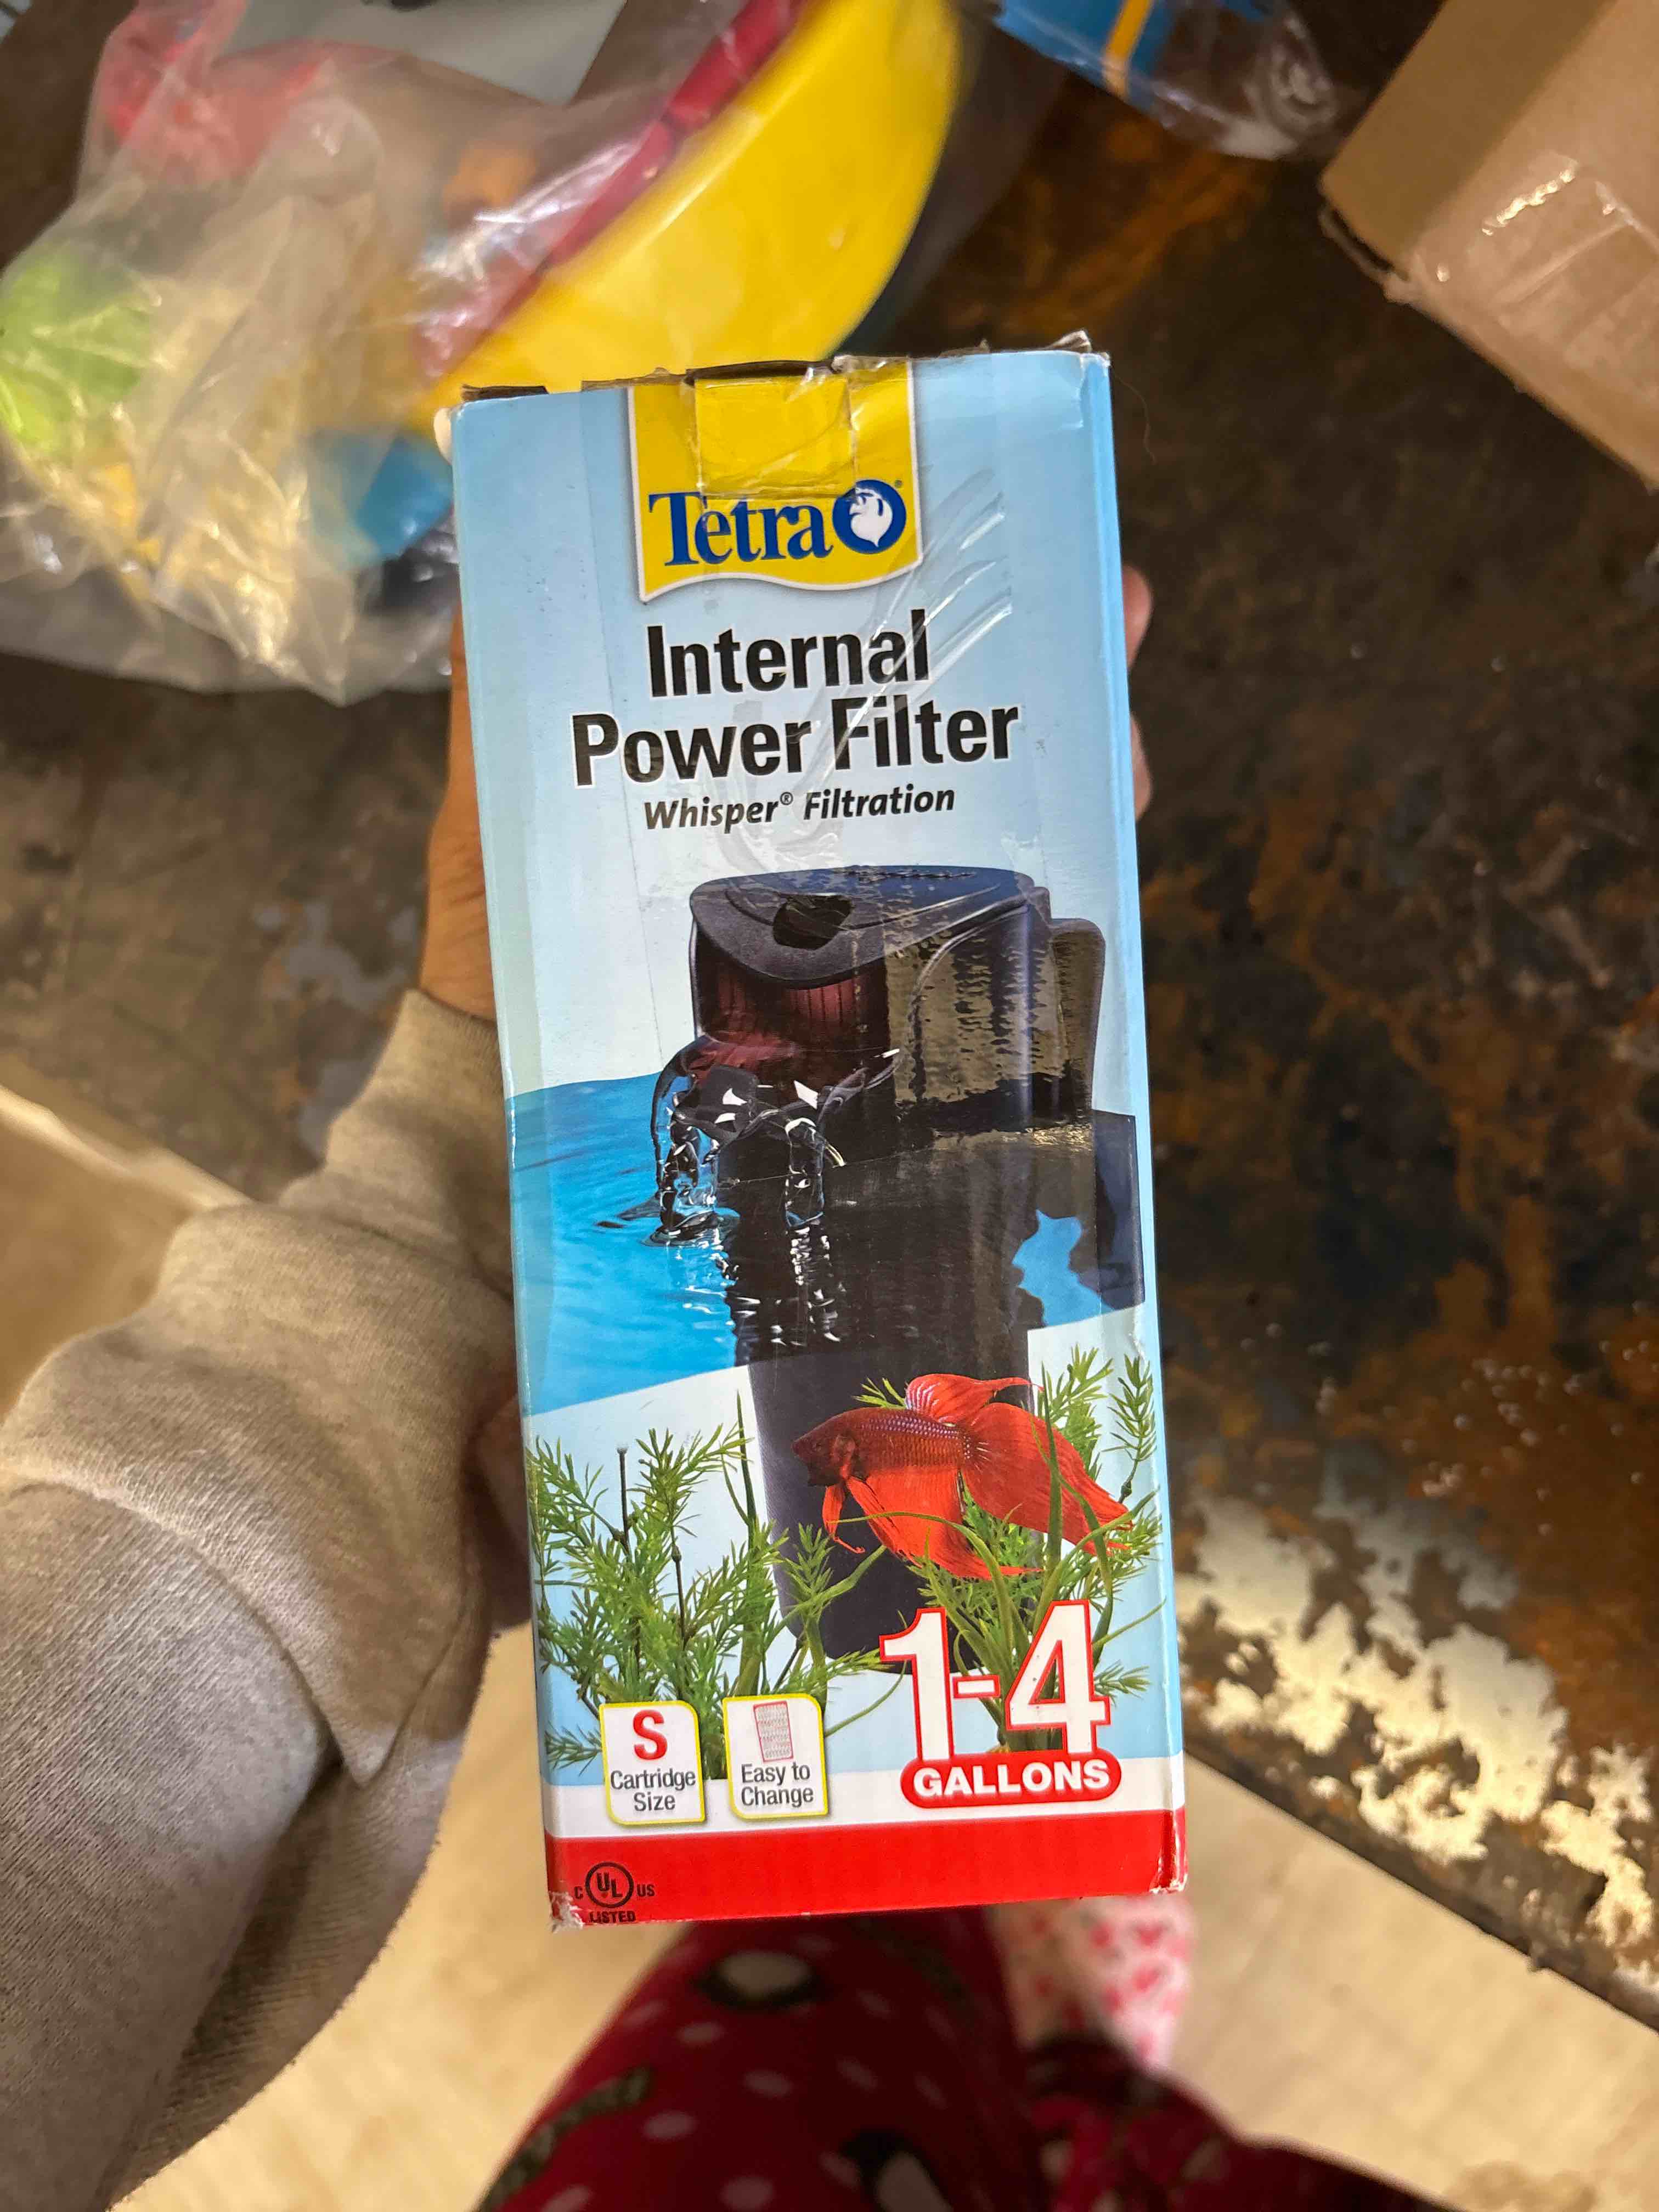 Tetra®
Internal
Power Filter
Whisper® Filtration
1-4
GALLONS
S
Cartridge
Size
Easy to
Change
C UL US
LISTED